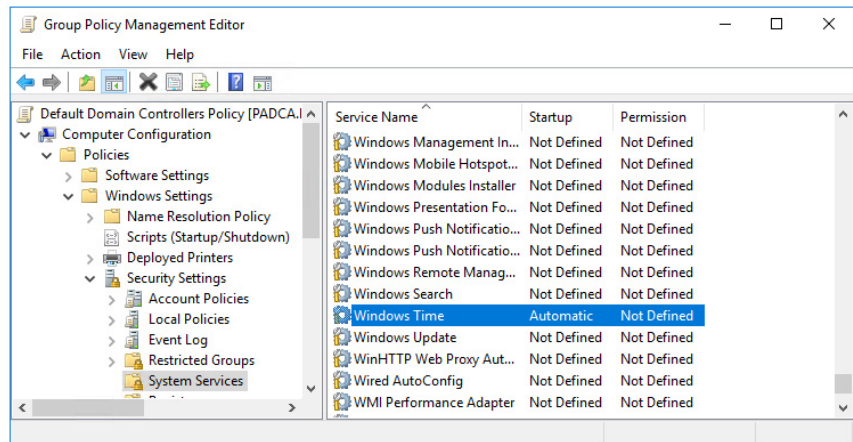 Group Policy Management Editor
File Action View Help
Default Domain Controllers Policy [PADCA.
Computer Configuration
Policies
Software Settings
Windows Settings
Name Resolution Policy
Scripts (Startup/Shutdown)
Deployed Printers
Security Settings
Account Policies
Local Policies
Event Log
Restricted Groups
System Services
Service Name Startup Permission
Windows Management In... Not Defined Not Defined
Windows Mobile Hotspot... Not Defined Not Defined
Windows Modules Installer Not Defined Not Defined
Windows Presentation Fo... Not Defined Not Defined
Windows Push Notificatio... Not Defined Not Defined
Windows Push Notificatio... Not Defined Not Defined
Windows Remote Manag... Not Defined Not Defined
Windows Search Not Defined Not Defined
Windows Time Automatic Not Defined
Windows Update Not Defined Not Defined
WinHTTP Web Proxy Aut... Not Defined Not Defined
Wired AutoConfig Not Defined Not Defined
WMI Performance Adapter Not Defined Not Defined